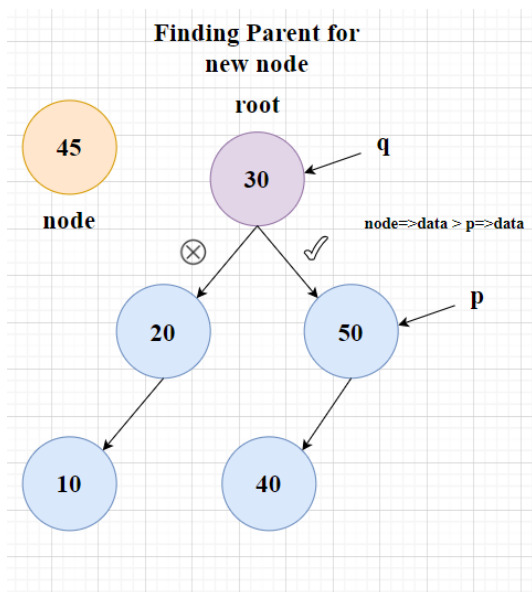 Finding Parent for
new node
root
45
q
30
node
node=>data > p=>data
p
20
50
10
40